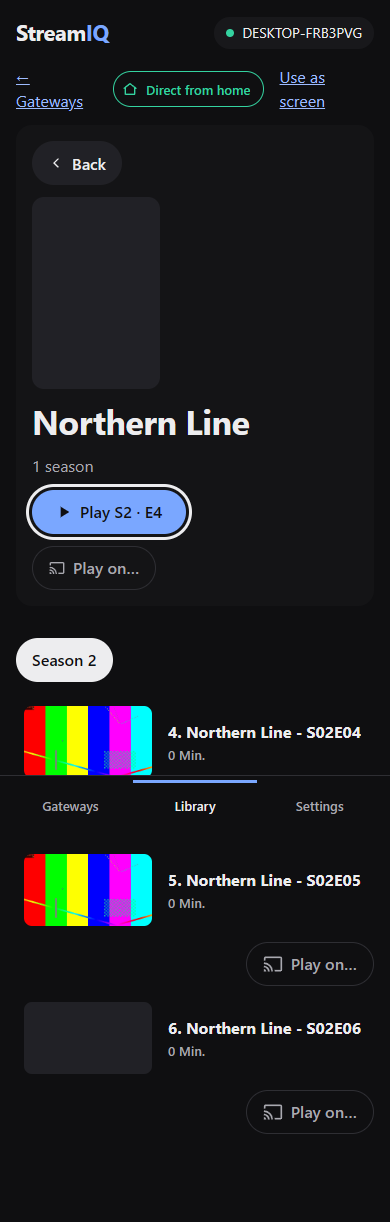 StreamIQ
DESKTOP-FRB3PVG
←
Gateways
Direct from home
Use as
screen
Back
Northern Line
1 season
Play S2 · E4
Play on...
Season 2
4. Northern Line - S02E04
0 Min.
Gateways
Library
Settings
5. Northern Line - S02E05
0 Min.
Play on...
6. Northern Line - S02E06
0 Min.
Play on...